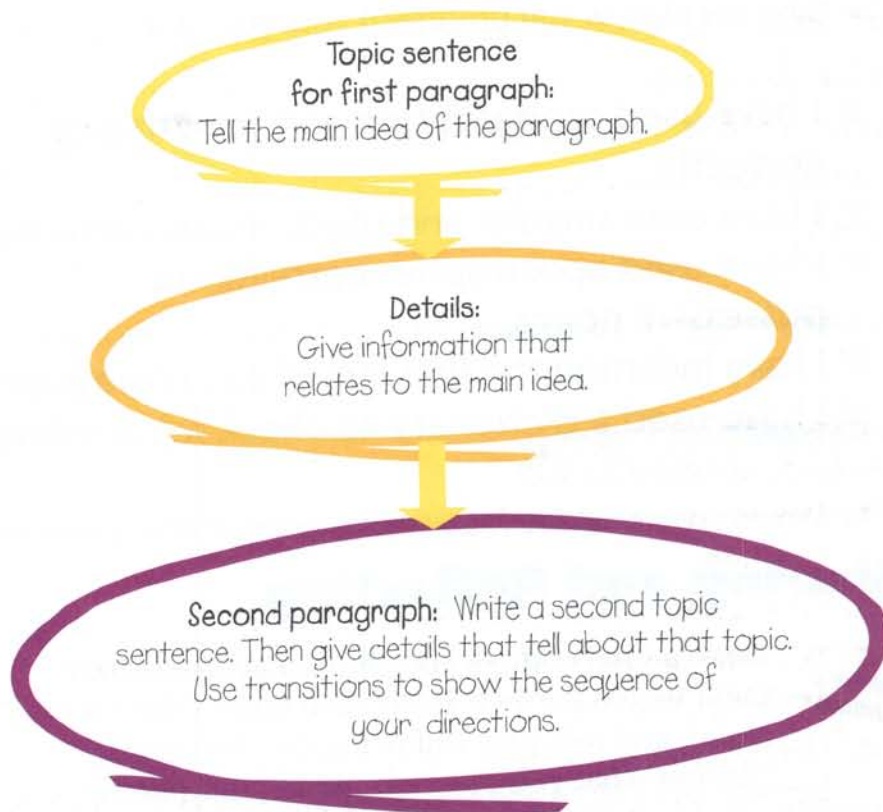 Topic sentence
for first paragraph:
Tell the main idea of the paragraph.
Details:
Give information that
relates to the main idea.
Second paragraph: Write a second topic
sentence. Then give details that tell about that topic.
Use transitions to show the sequence of
your directions.